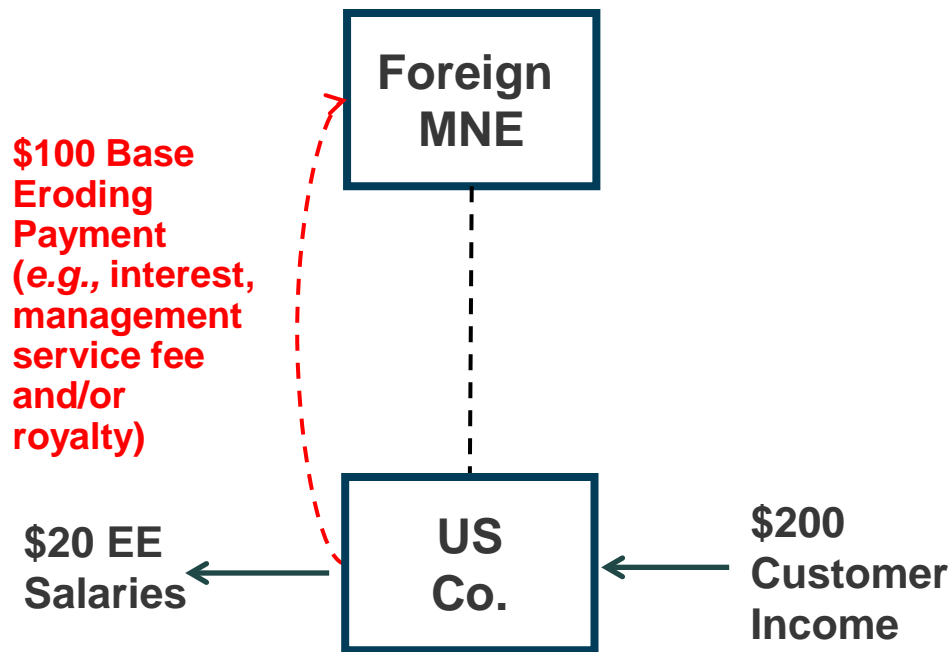 Foreign
MNE
$100 Base
Eroding
Payment
(e.g., interest,
management
service fee
and/or
royalty)
$20 EE
Salaries
US
Co.
$200
Customer
Income